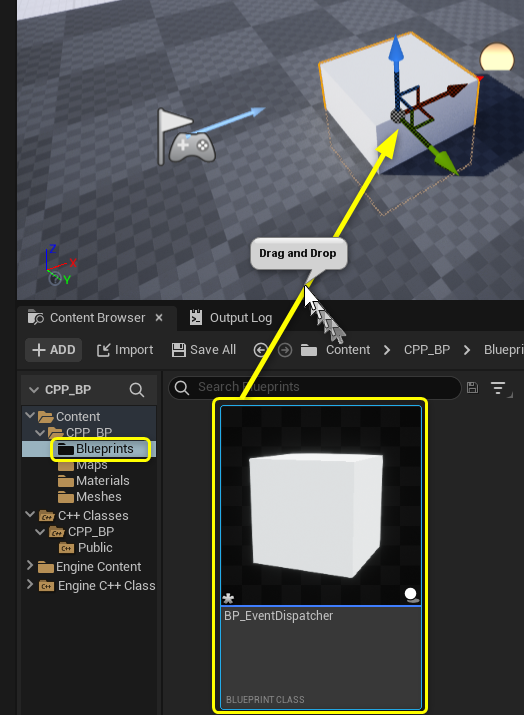 Drag and Drop
Z
X
Y
Content Browser
Output Log
ADD
Import
Save All
Content
CPP_BP
Bluepri
CPP_BP
Search Blueprints
Content
CPP_BP
Blueprints
Maps
Materials
Meshes
C++ Classes
CPP_BP
Public
Engine Content
Engine C++ Class
BP_EventDispatcher
BLUEPRINT CLASS